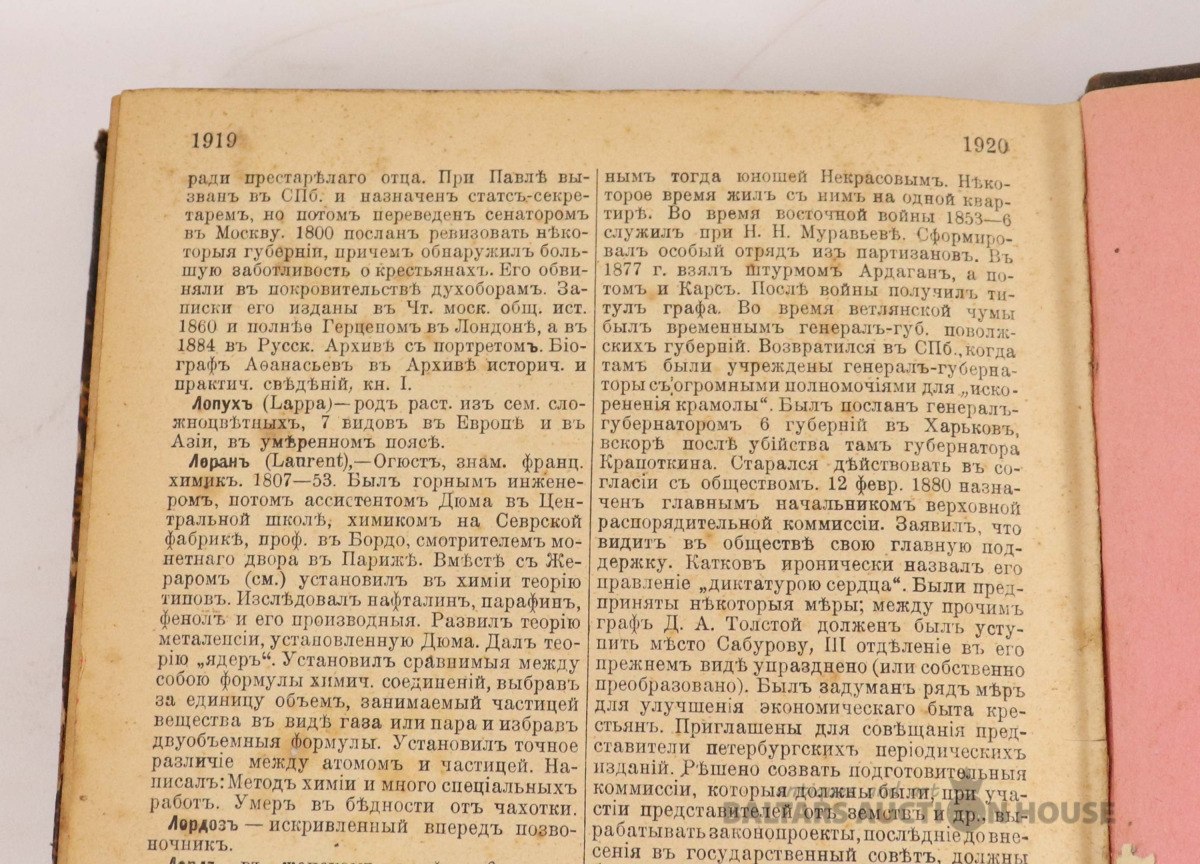 1919
ради престарѣлаго отца. При Павлѣ вы-
званъ въ СПб. и назначенъ статсъ-секре-
таремъ, но потомъ переведенъ сенаторомъ
въ Москву. 1800 посланъ ревизовать нѣко-
торыя губерніи, причемъ обнаружилъ боль-
шую заботливость о крестьянахъ. Его обви-
няли въ покровительствѣ духоборамъ. За-
писки его изданы въ Чт. моск. общ. ист.
1860 и полнѣе Герценомъ въ Лондонѣ, а въ
1884 въ Русск. Архивѣ съ портретомъ. Біо-
графъ Аѳанасьевъ въ Архивѣ историч. и
практич. свѣдѣній, кн. I.
Лопухъ (Lappa)—родъ раст. изъ сем. сло-
жноцвѣтныхъ, 7 видовъ въ Европѣ и въ
Азіи, въ умѣренномъ поясѣ.
Лоранъ (Laurent),—Огюстъ, знам. франц.
химикъ. 1807—53. Былъ горнымъ инжене-
ромъ, потомъ ассистентомъ Дюма въ Цен-
тральной школѣ, химикомъ на Севрской
фабрикѣ, проф. въ Бордо, смотрителемъ мо-
нетнаго двора въ Парижѣ. Вмѣстѣ съ Же-
раромъ (см.) установилъ въ химіи теорію
типовъ. Изслѣдовалъ нафталинъ, парафинъ,
фенолъ и его производныя. Развилъ теорію
металепсіи, установленную Дюма. Далъ тео-
рію „ядеръ“. Установилъ сравнимыя между
собою формулы химич. соединеній, выбравъ
за единицу объемъ, занимаемый частицей
вещества въ видѣ газа или пара и избравъ
двуобъемныя формулы. Установилъ точное
различіе между атомомъ и частицей. На-
писалъ: Методъ химіи и много спеціальныхъ
работъ. Умеръ въ бѣдности отъ чахотки.
Лордозъ — искривленный впередъ позво-
ночникъ.
1920
нымъ тогда юношей Некрасовымъ. Нѣко-
торое время жилъ съ нимъ на одной квар-
тирѣ. Во время восточной войны 1853—6
служилъ при Н. Н. Муравьевѣ. Сформиро-
валъ особый отрядъ изъ партизановъ. Въ
1877 г. взялъ штурмомъ Ардаганъ, а по-
томъ и Карсъ. Послѣ войны получилъ ти-
тулъ графа. Во время ветлянской чумы
былъ временнымъ генералъ-губ. поволж-
скихъ губерній. Возвратился въ СПб., когда
тамъ были учреждены генералъ-губерна-
торы съ огромными полномочіями для „иско-
рененія крамолы“. Былъ посланъ генералъ-
губернаторомъ 6 губерній въ Харьковъ,
вскорѣ послѣ убійства тамъ губернатора
Крапоткина. Старался дѣйствовать въ со-
гласіи съ обществомъ. 12 февр. 1880 назна-
ченъ главнымъ начальникомъ верховной
распорядительной коммиссіи. Заявилъ, что
видитъ въ обществѣ свою главную под-
держку. Катковъ иронически назвалъ его
правленіе „диктатурою сердца“. Были пред-
приняты нѣкоторыя мѣры; между прочимъ
графъ Д. А. Толстой долженъ былъ усту-
пить мѣсто Сабурову, III отдѣленіе въ его
прежнемъ видѣ упразднено (или собственно
преобразовано). Былъ задуманъ рядъ мѣръ
для улучшенія экономическаго быта кре-
стьянъ. Приглашены для совѣщанія пред-
ставители петербургскихъ періодическихъ
изданій. Рѣшено созвать подготовительныя
коммиссіи, которыя должны были, при уча-
стіи представителей отъ земствъ и др., вы-
рабатывать законопроекты, послѣдніе до вне-
сенія въ государственный совѣтъ, должны
BALTARS AUCTION HOUSE